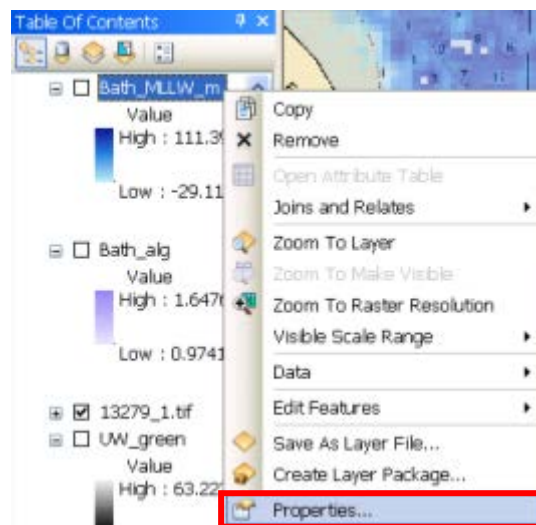 Table Of Contents
Bath_MLLW_m
Value
High : 111.39
Low : -29.11
Bath_alg
Value
High : 1.6476
Low : 0.9741
13279_1.tif
UW_green
Value
High : 63.22
Copy
Remove
Open Attribute Table
Joins and Relates
Zoom To Layer
Zoom To Make Visible
Zoom To Raster Resolution
Visible Scale Range
Data
Edit Features
Save As Layer File...
Create Layer Package...
Properties...